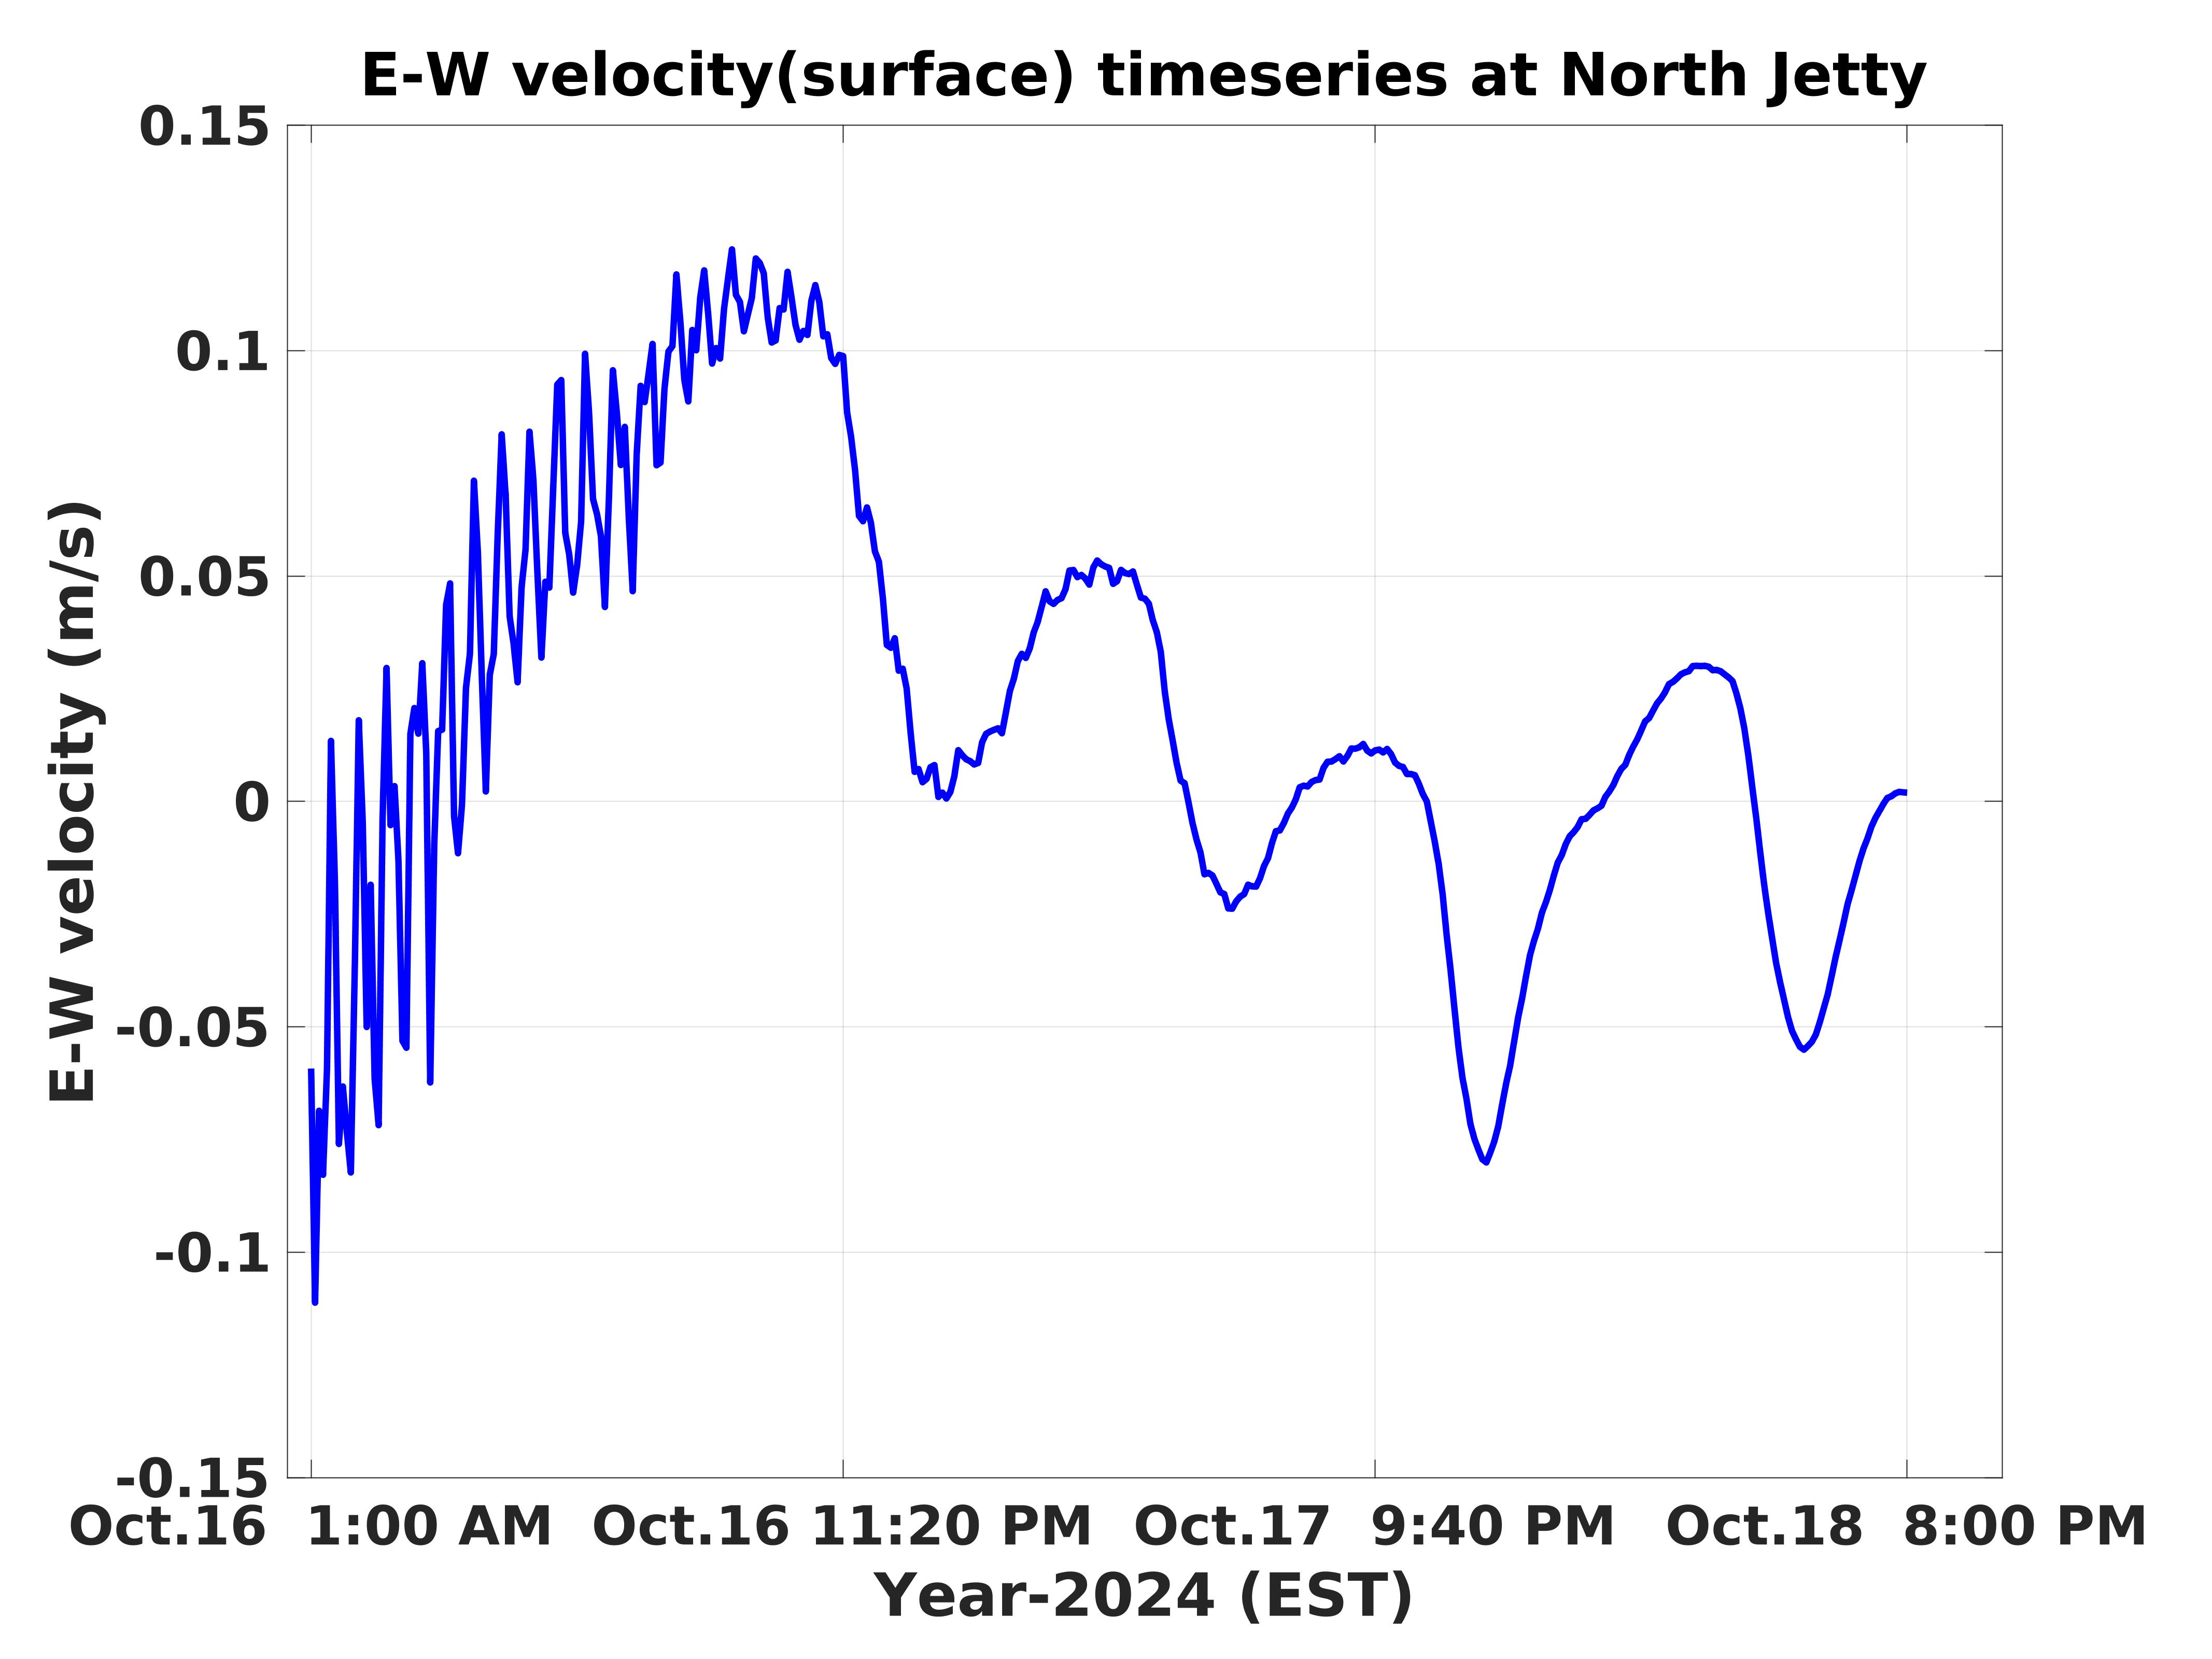 E-W velocity(surface) timeseries at North Jetty
0.15
0.1
0.05
0
-0.05
-0.1
-0.15
E-W velocity (m/s)
Oct.16  1:00 AM  Oct.16 11:20 PM  Oct.17  9:40 PM  Oct.18  8:00 PM
Year-2024 (EST)